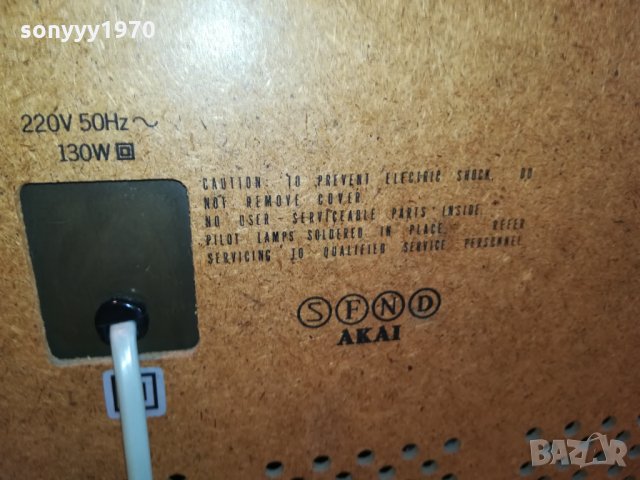 sonyyy1970
220V 50Hz~
130W
CAUTION: TO PREVENT ELECTRIC SHOCK, DO
NOT REMOVE COVER.
NO USER-SERVICEABLE PARTS INSIDE.
PILOT LAMPS SOLDERED IN PLACE. REFER
SERVICING TO QUALIFIED SERVICE PERSONNEL
S F N D
AKAI
BAZAR